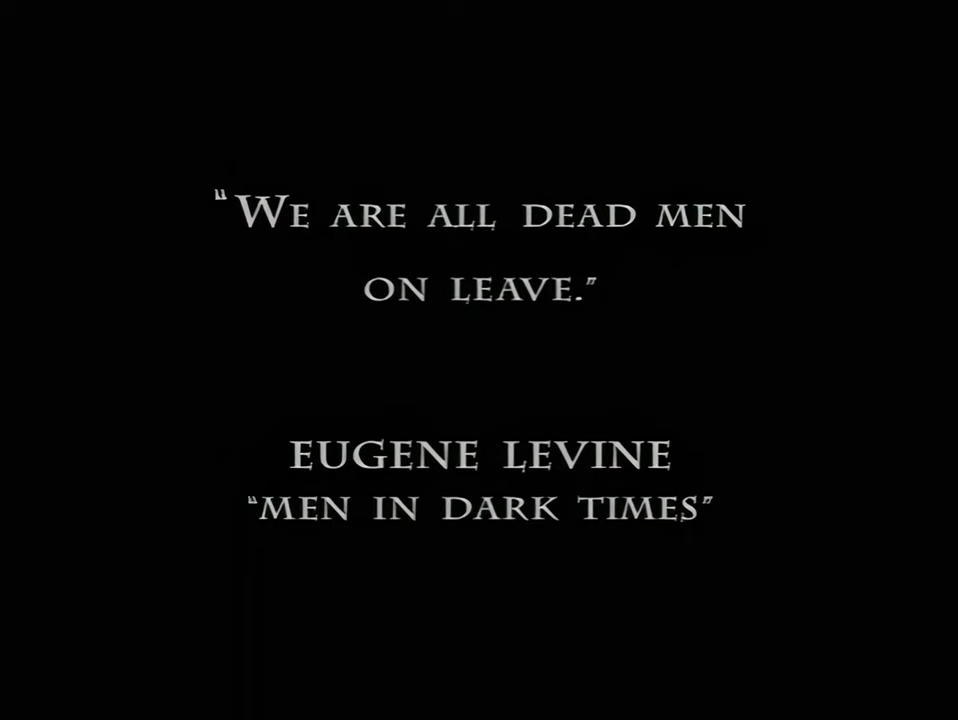 “We are all dead men
on leave.”
EUGENE LEVINE
“MEN IN DARK TIMES”